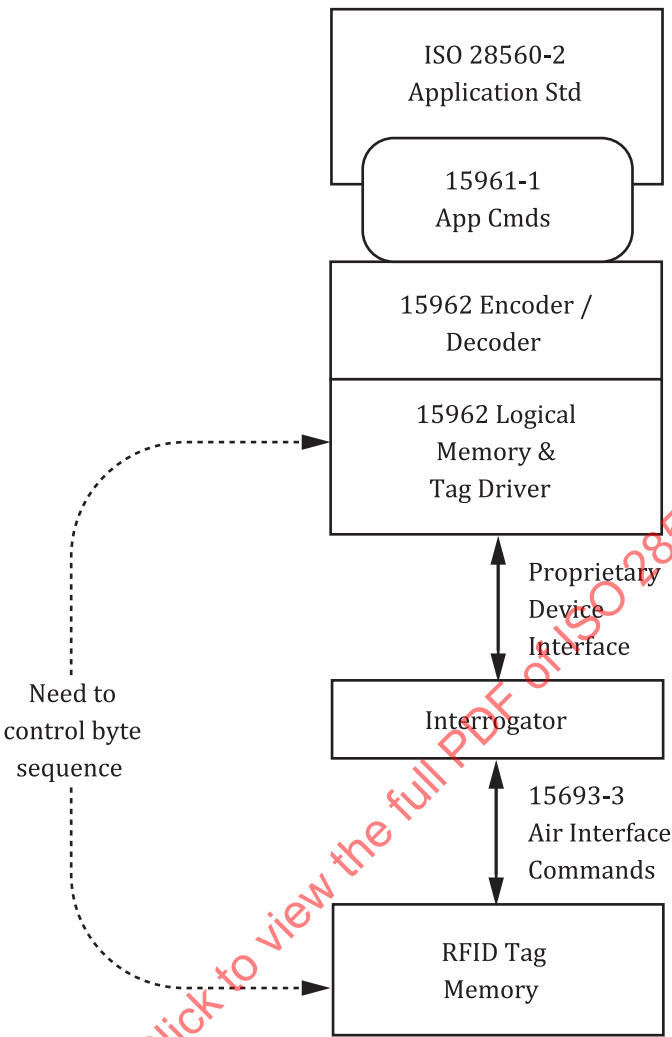 ISO 28560-2
Application Std
15961-1
App Cmds
15962 Encoder /
Decoder
15962 Logical
Memory &
Tag Driver
Proprietary
Device
Interface
Need to
control byte
sequence
Interrogator
15693-3
Air Interface
Commands
RFID Tag
Memory
to view the full PDF of ISO